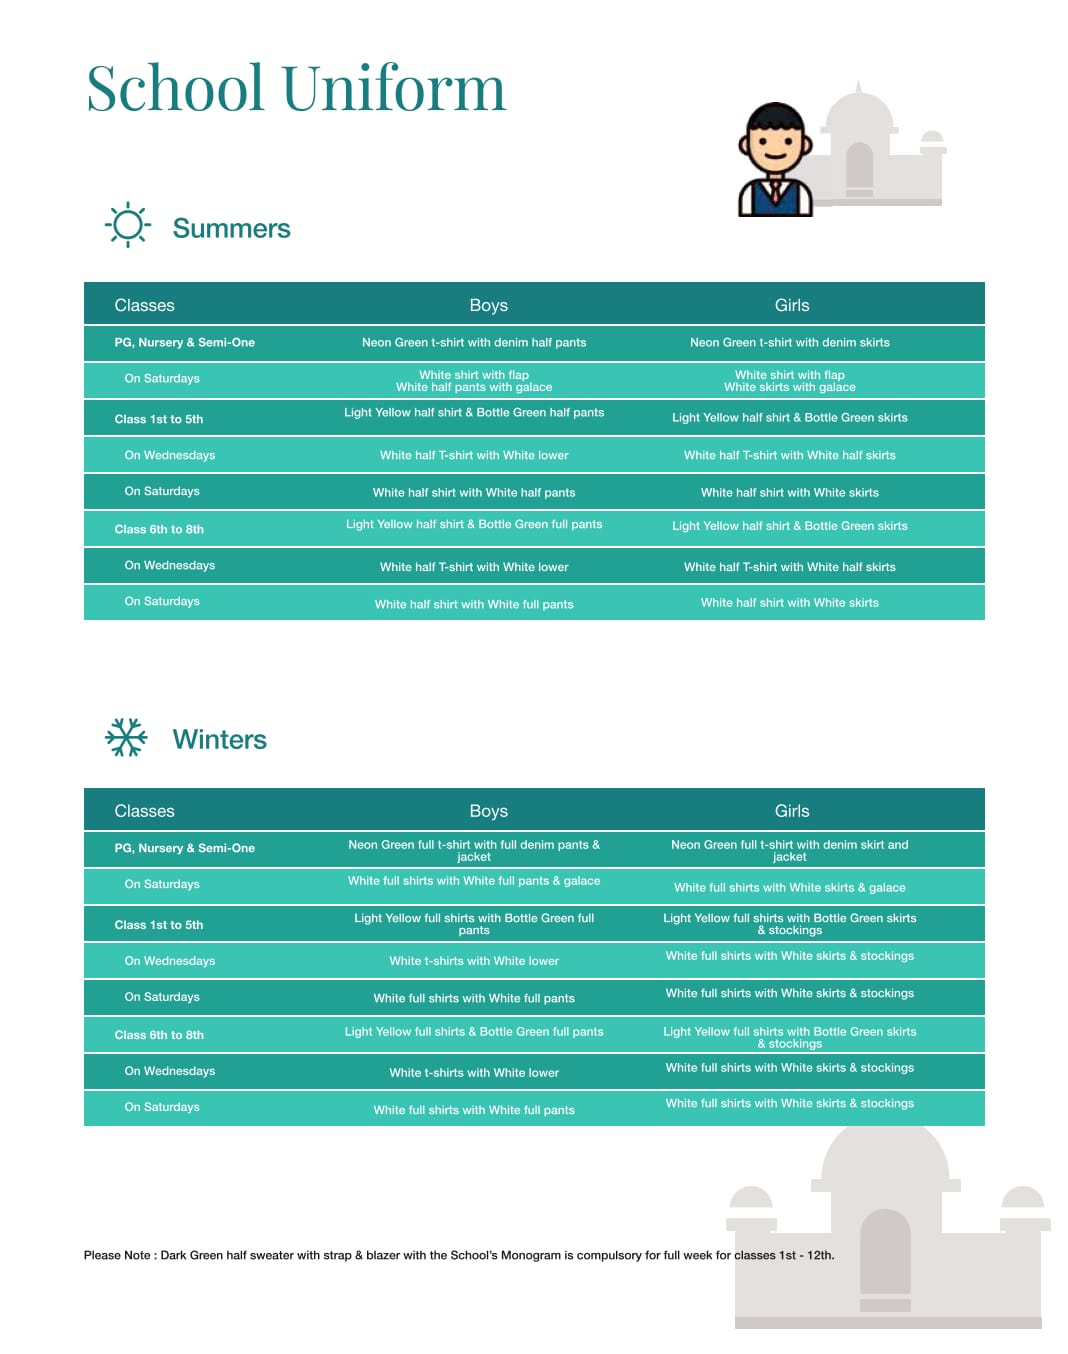 School Uniform
Summers
Classes Boys Girls
PG, Nursery & Semi-One Neon Green t-shirt with denim half pants Neon Green t-shirt with denim skirts
On Saturdays White shirt with flap White shirt with flap
White half pants with galace White skirts with galace
Class 1st to 5th Light Yellow half shirt & Bottle Green half pants Light Yellow half shirt & Bottle Green skirts
On Wednesdays White half T-shirt with White lower White half T-shirt with White half skirts
On Saturdays White half shirt with White half pants White half shirt with White skirts
Class 6th to 8th Light Yellow half shirt & Bottle Green full pants Light Yellow half shirt & Bottle Green skirts
On Wednesdays White half T-shirt with White lower White half T-shirt with White half skirts
On Saturdays White half shirt with White full pants White half shirt with White skirts
Winters
Classes Boys Girls
PG, Nursery & Semi-One Neon Green full t-shirt with full denim pants & Neon Green full t-shirt with denim skirt and
jacket jacket
On Saturdays White full shirts with White full pants & galace White full shirts with White skirts & galace
Class 1st to 5th Light Yellow full shirts with Bottle Green full Light Yellow full shirts with Bottle Green skirts
pants & stockings
On Wednesdays White t-shirts with White lower White full shirts with White skirts & stockings
On Saturdays White full shirts with White full pants White full shirts with White skirts & stockings
Class 6th to 8th Light Yellow full shirts & Bottle Green full pants Light Yellow full shirts with Bottle Green skirts
& stockings
On Wednesdays White t-shirts with White lower White full shirts with White skirts & stockings
On Saturdays White full shirts with White full pants White full shirts with White skirts & stockings
Please Note : Dark Green half sweater with strap & blazer with the School’s Monogram is compulsory for full week for classes 1st - 12th.